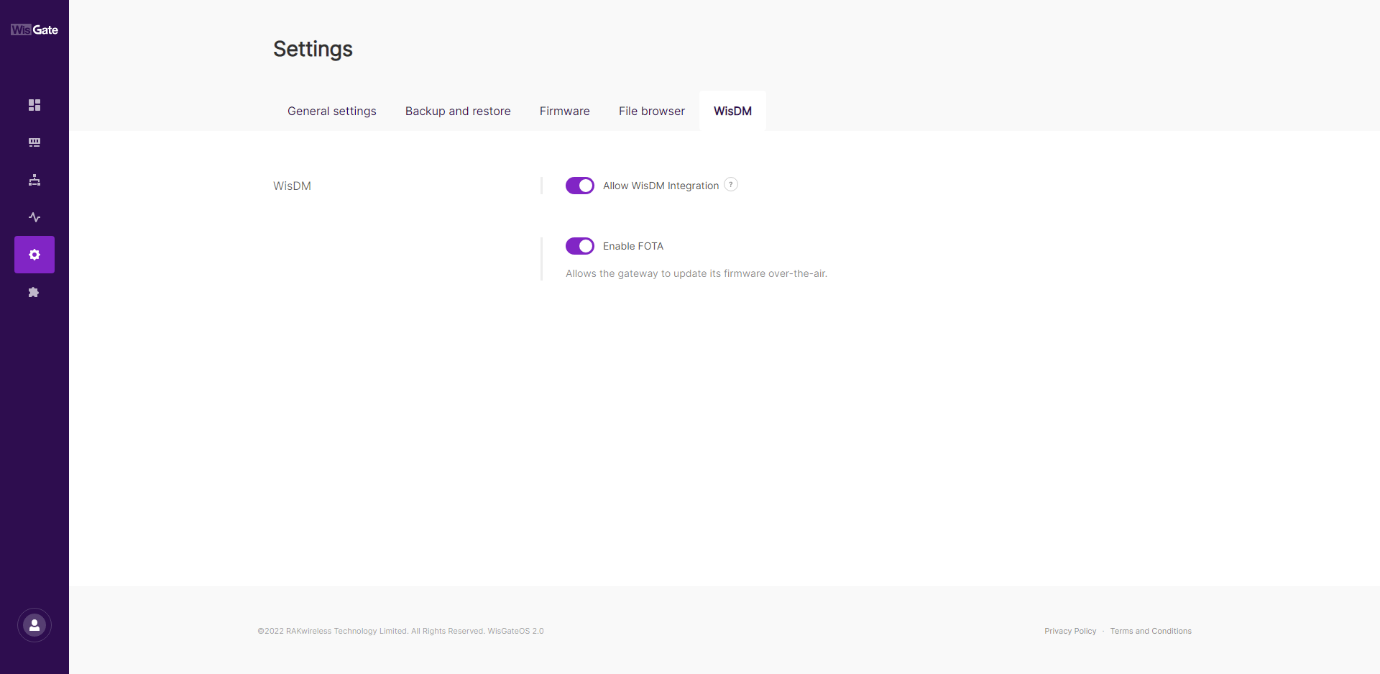 WisGate
Settings
General settings Backup and restore Firmware File browser WisDM
WisDM
Allow WisDM Integration ?
Enable FOTA
Allows the gateway to update its firmware over-the-air.
©2022 RAKwireless Technology Limited. All Rights Reserved. WisGateOS 2.0
Privacy Policy · Terms and Conditions